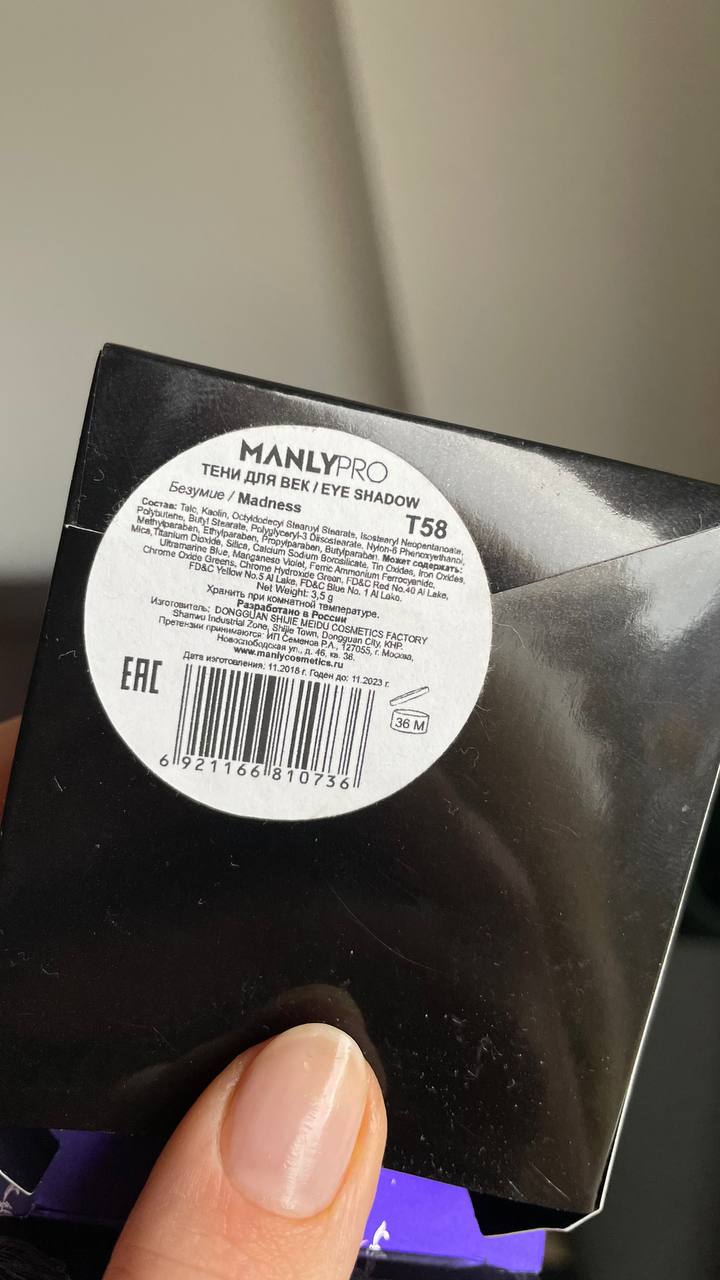 MANLYPRO
ТЕНИ ДЛЯ ВЕК / EYE SHADOW
Безумие / Madness
T58
Состав: Talc, Kaolin, Octyldodecyl Stearoyl Stearate, Isostearyl Neopentanoate,
Polybutene, Butyl Stearate, Polyglyceryl-3 Diisostearate, Nylon-6 Phenoxyethanol,
Methylparaben, Ethylparaben, Propylparaben, Butylparaben. Может содержать:
Mica,Titanium Dioxide, Silica, Calcium Sodium Borosilicate, Tin Oxides, Iron Oxides,
Ultramarine Blue, Manganese Violet, Ferric Ammonium Ferrocyanide,
Chrome Oxide Greens, Chrome Hydroxide Green, FD&C Red No.40 Al Lake,
FD&C Yellow No.5 Al Lake, FD&C Blue No. 1 Al Lake.
Net Weight: 3,5 g
Хранить при комнатной температуре.
Разработано в России
Изготовитель: DONGGUAN SHIJIE MEIDU COSMETICS FACTORY
Shanwu Industrial Zone, Shijie Town, Dongguan City, КНР.
Претензии принимаются: ИП Семенов Р.А., 127055, г. Москва,
Новослободская ул., д. 46, кв. 36.
www.manlycosmetics.ru
Дата изготовления: 11.2018 г. Годен до: 11.2023 г.
EAC
36 M
6 921166 810736